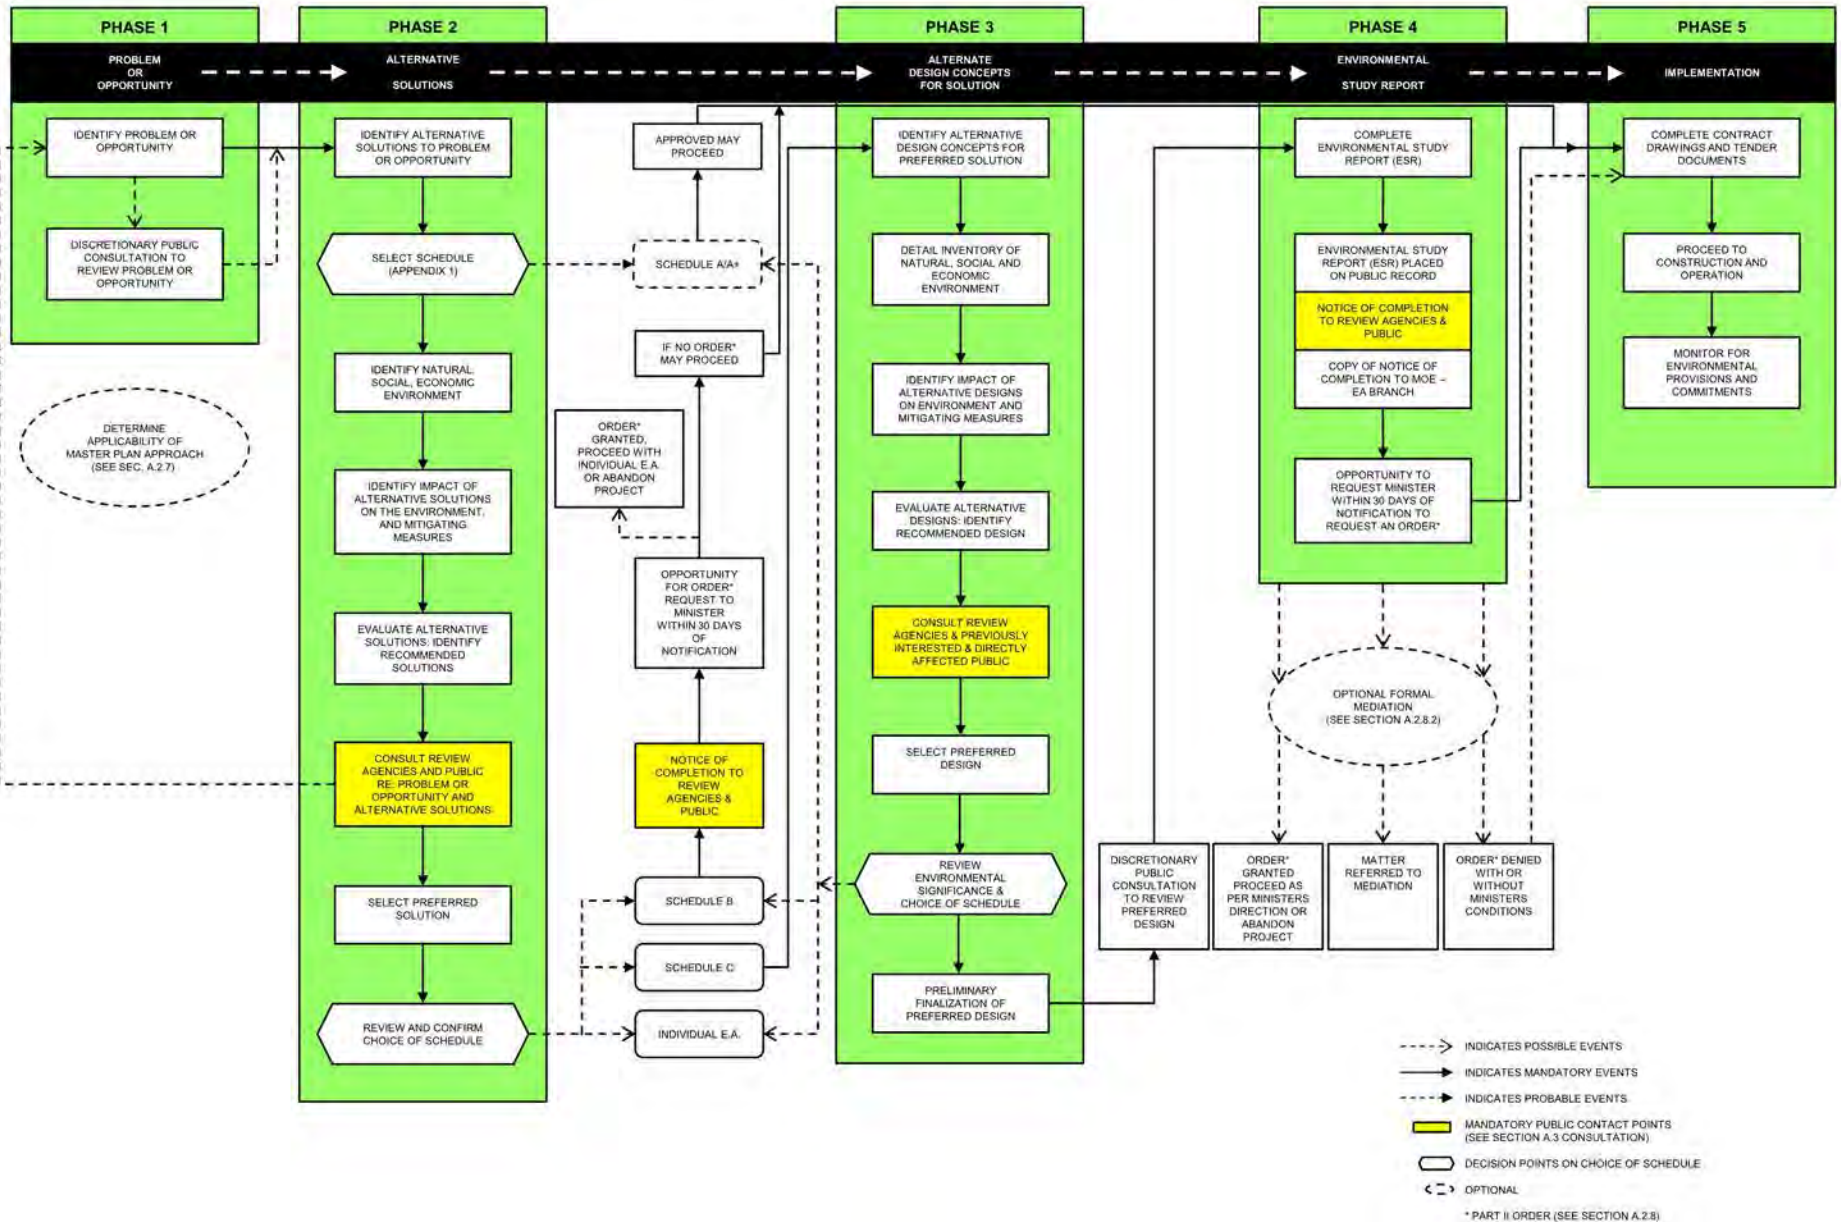 PHASE 1
PROBLEM
OR
OPPORTUNITY
IDENTIFY PROBLEM OR
OPPORTUNITY
DISCRETIONARY PUBLIC
CONSULTATION TO
REVIEW PROBLEM OR
OPPORTUNITY
DETERMINE
APPLICABILITY OF
MASTER PLAN APPROACH
(SEE SEC. A.2.7)
PHASE 2
ALTERNATIVE
SOLUTIONS
IDENTIFY ALTERNATIVE
SOLUTIONS TO PROBLEM
OR OPPORTUNITY
SELECT SCHEDULE
(APPENDIX 1)
IDENTIFY NATURAL,
SOCIAL, ECONOMIC
ENVIRONMENT
IDENTIFY IMPACT OF
ALTERNATIVE SOLUTIONS
ON THE ENVIRONMENT,
AND MITIGATING
MEASURES
EVALUATE ALTERNATIVE
SOLUTIONS: IDENTIFY
RECOMMENDED
SOLUTIONS
CONSULT REVIEW
AGENCIES AND PUBLIC
RE: PROBLEM OR
OPPORTUNITY AND
ALTERNATIVE SOLUTIONS
SELECT PREFERRED
SOLUTION
REVIEW AND CONFIRM
CHOICE OF SCHEDULE
APPROVED MAY
PROCEED
SCHEDULE A/A+
IF NO ORDER*
MAY PROCEED
ORDER*
GRANTED,
PROCEED WITH
INDIVIDUAL E.A.
OR ABANDON
PROJECT
OPPORTUNITY
FOR ORDER*
REQUEST TO
MINISTER
WITHIN 30 DAYS
OF
NOTIFICATION
NOTICE OF
COMPLETION TO
REVIEW
AGENCIES &
PUBLIC
SCHEDULE B
SCHEDULE C
INDIVIDUAL E.A.
PHASE 3
ALTERNATE
DESIGN CONCEPTS
FOR SOLUTION
IDENTIFY ALTERNATIVE
DESIGN CONCEPTS FOR
PREFERRED SOLUTION
DETAIL INVENTORY OF
NATURAL, SOCIAL AND
ECONOMIC
ENVIRONMENT
IDENTIFY IMPACT OF
ALTERNATIVE DESIGNS
ON ENVIRONMENT AND
MITIGATING MEASURES
EVALUATE ALTERNATIVE
DESIGNS: IDENTIFY
RECOMMENDED DESIGN
CONSULT REVIEW
AGENCIES & PREVIOUSLY
INTERESTED & DIRECTLY
AFFECTED PUBLIC
SELECT PREFERRED
DESIGN
REVIEW
ENVIRONMENTAL
SIGNIFICANCE &
CHOICE OF SCHEDULE
PRELIMINARY
FINALIZATION OF
PREFERRED DESIGN
DISCRETIONARY
PUBLIC
CONSULTATION
TO REVIEW
PREFERRED
DESIGN
PHASE 4
ENVIRONMENTAL
STUDY REPORT
COMPLETE
ENVIRONMENTAL STUDY
REPORT (ESR)
ENVIRONMENTAL STUDY
REPORT (ESR) PLACED
ON PUBLIC RECORD
NOTICE OF COMPLETION
TO REVIEW AGENCIES &
PUBLIC
COPY OF NOTICE OF
COMPLETION TO MOE –
EA BRANCH
OPPORTUNITY TO
REQUEST MINISTER
WITHIN 30 DAYS OF
NOTIFICATION TO
REQUEST AN ORDER*
OPTIONAL FORMAL
MEDIATION
(SEE SECTION A.2.8.2)
ORDER*
GRANTED
PROCEED AS
PER MINISTERS
DIRECTION OR
ABANDON
PROJECT
MATTER
REFERRED TO
MEDIATION
ORDER* DENIED
WITH OR
WITHOUT
MINISTERS
CONDITIONS
PHASE 5
IMPLEMENTATION
COMPLETE CONTRACT
DRAWINGS AND TENDER
DOCUMENTS
PROCEED TO
CONSTRUCTION AND
OPERATION
MONITOR FOR
ENVIRONMENTAL
PROVISIONS AND
COMMITMENTS
INDICATES POSSIBLE EVENTS
INDICATES MANDATORY EVENTS
INDICATES PROBABLE EVENTS
MANDATORY PUBLIC CONTACT POINTS
(SEE SECTION A.3 CONSULTATION)
DECISION POINTS ON CHOICE OF SCHEDULE
OPTIONAL
* PART II ORDER (SEE SECTION A.2.8)